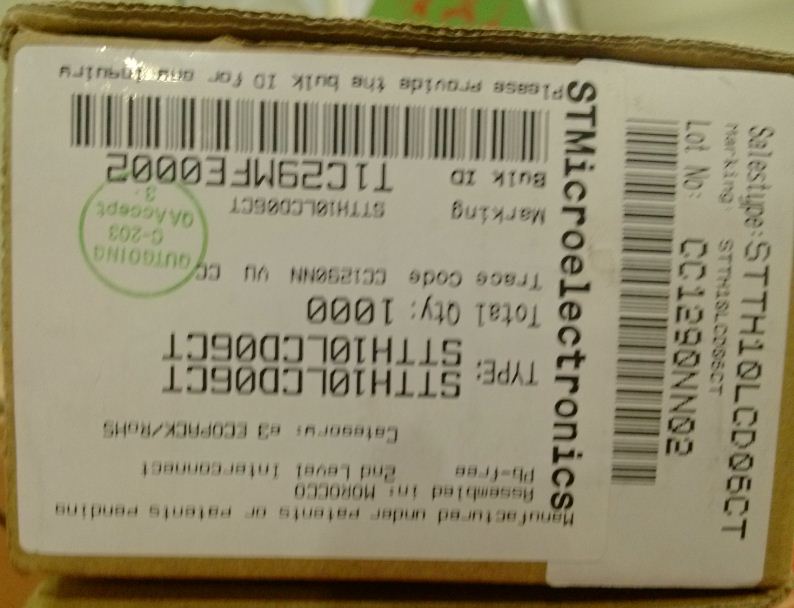 Manufactured under patents or patents pending
Assembled in: MOROCCO
Pb-free 2nd Level Interconnect
Category: e3 ECOPACK/RoHS
TYPE: STTH10LCD06CT
STTH10LCD06CT
Total Qty: 1000
Trace Code CC1290NN VU CC
Marking STTH10LCD06CT
Bulk ID T1C29MFE0002
Please provide the bulk ID for any inquiry
OUTGOING
C-203
QAAccept
3
STMicroelectronics
Salestype: STTH10LCD06CT
Marking: STTH10LCD06CT
Lot No: CC1290NN02